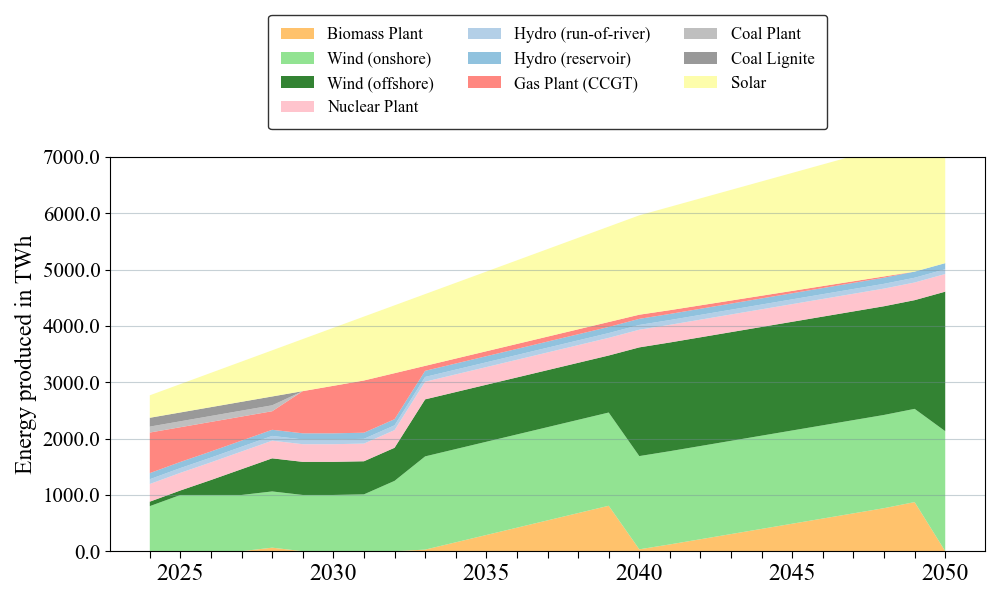 Biomass Plant
Wind (onshore)
Wind (offshore)
Nuclear Plant
Hydro (run-of-river)
Hydro (reservoir)
Gas Plant (CCGT)
Coal Plant
Coal Lignite
Solar
Energy produced in TWh
7000.0
6000.0
5000.0
4000.0
3000.0
2000.0
1000.0
0.0
2025 2030 2035 2040 2045 2050